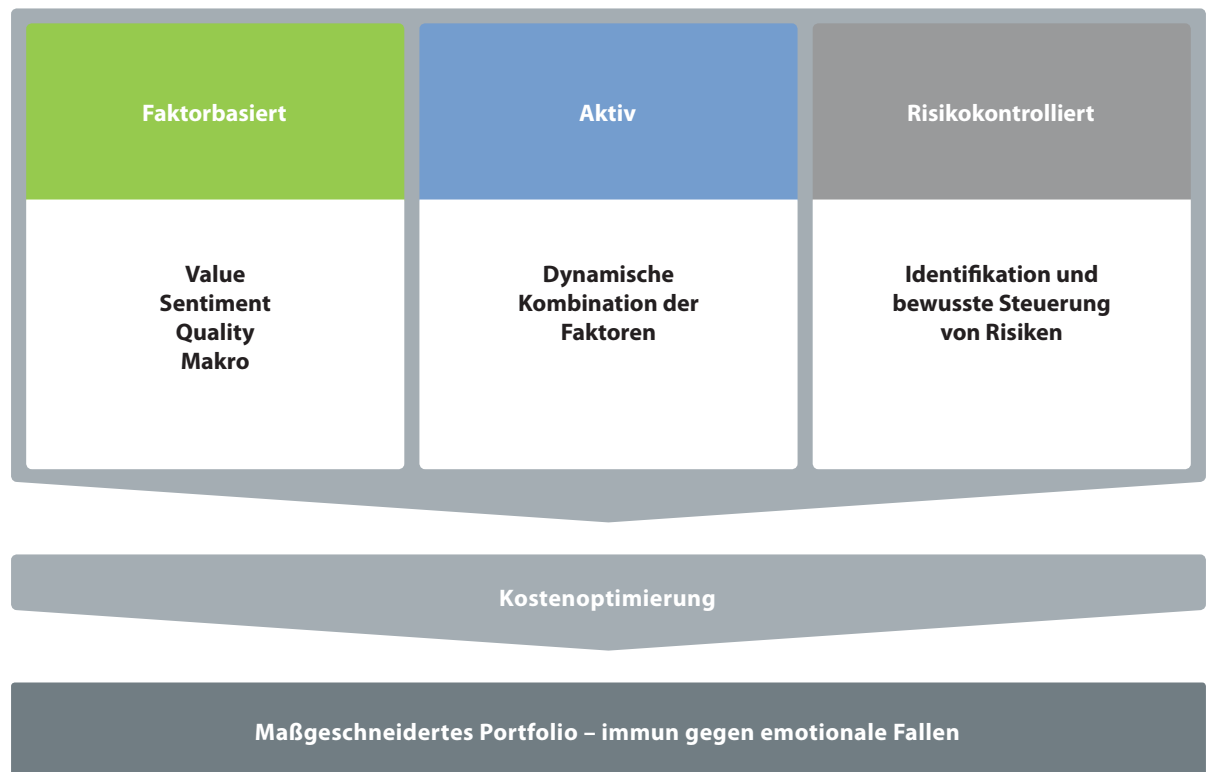 Faktorbasiert
Aktiv
Risikokontrolliert
Value
Sentiment
Quality
Makro
Dynamische
Kombination der
Faktoren
Identifikation und
bewusste Steuerung
von Risiken
Kostenoptimierung
Maßgeschneidertes Portfolio – immun gegen emotionale Fallen